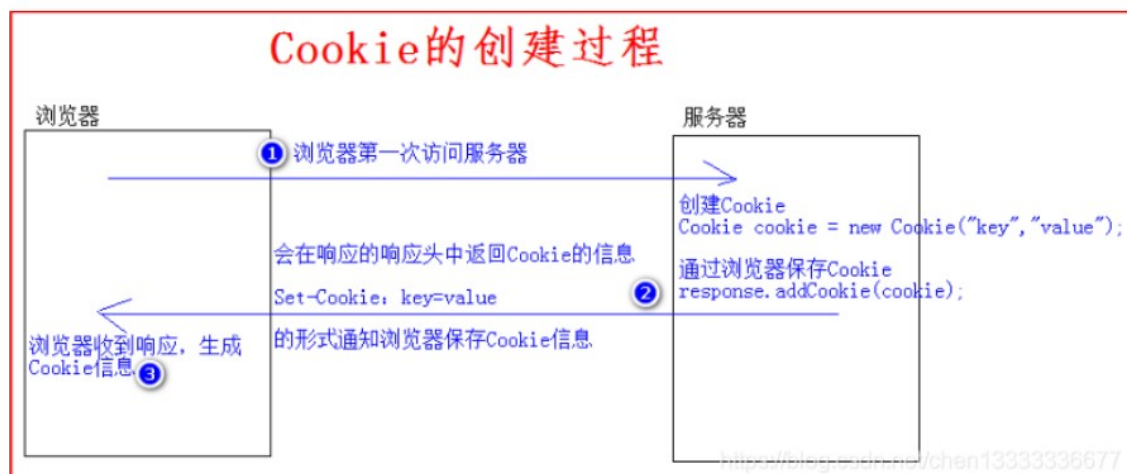 Cookie的创建过程
浏览器
服务器
1 浏览器第一次访问服务器
创建Cookie
Cookie cookie = new Cookie("key","value");
会在响应的响应头中返回Cookie的信息
通过浏览器保存Cookie
response.addCookie(cookie);
Set-Cookie：key=value
2
的形式通知浏览器保存Cookie信息
浏览器收到响应，生成
Cookie信息 3
https://blog.csdn.net/chen13333336677